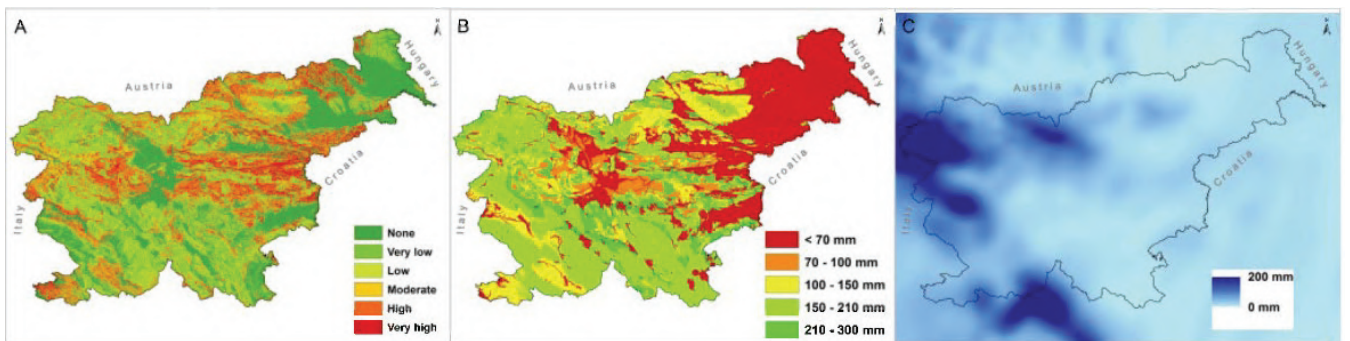 A
N
Austria
Hungary
Croatia
Italy
None
Very low
Low
Moderate
High
Very high
B
N
Austria
Hungary
Croatia
Italy
< 70 mm
70 - 100 mm
100 - 150 mm
150 - 210 mm
210 - 300 mm
C
N
Austria
Hungary
Croatia
Italy
200 mm
0 mm